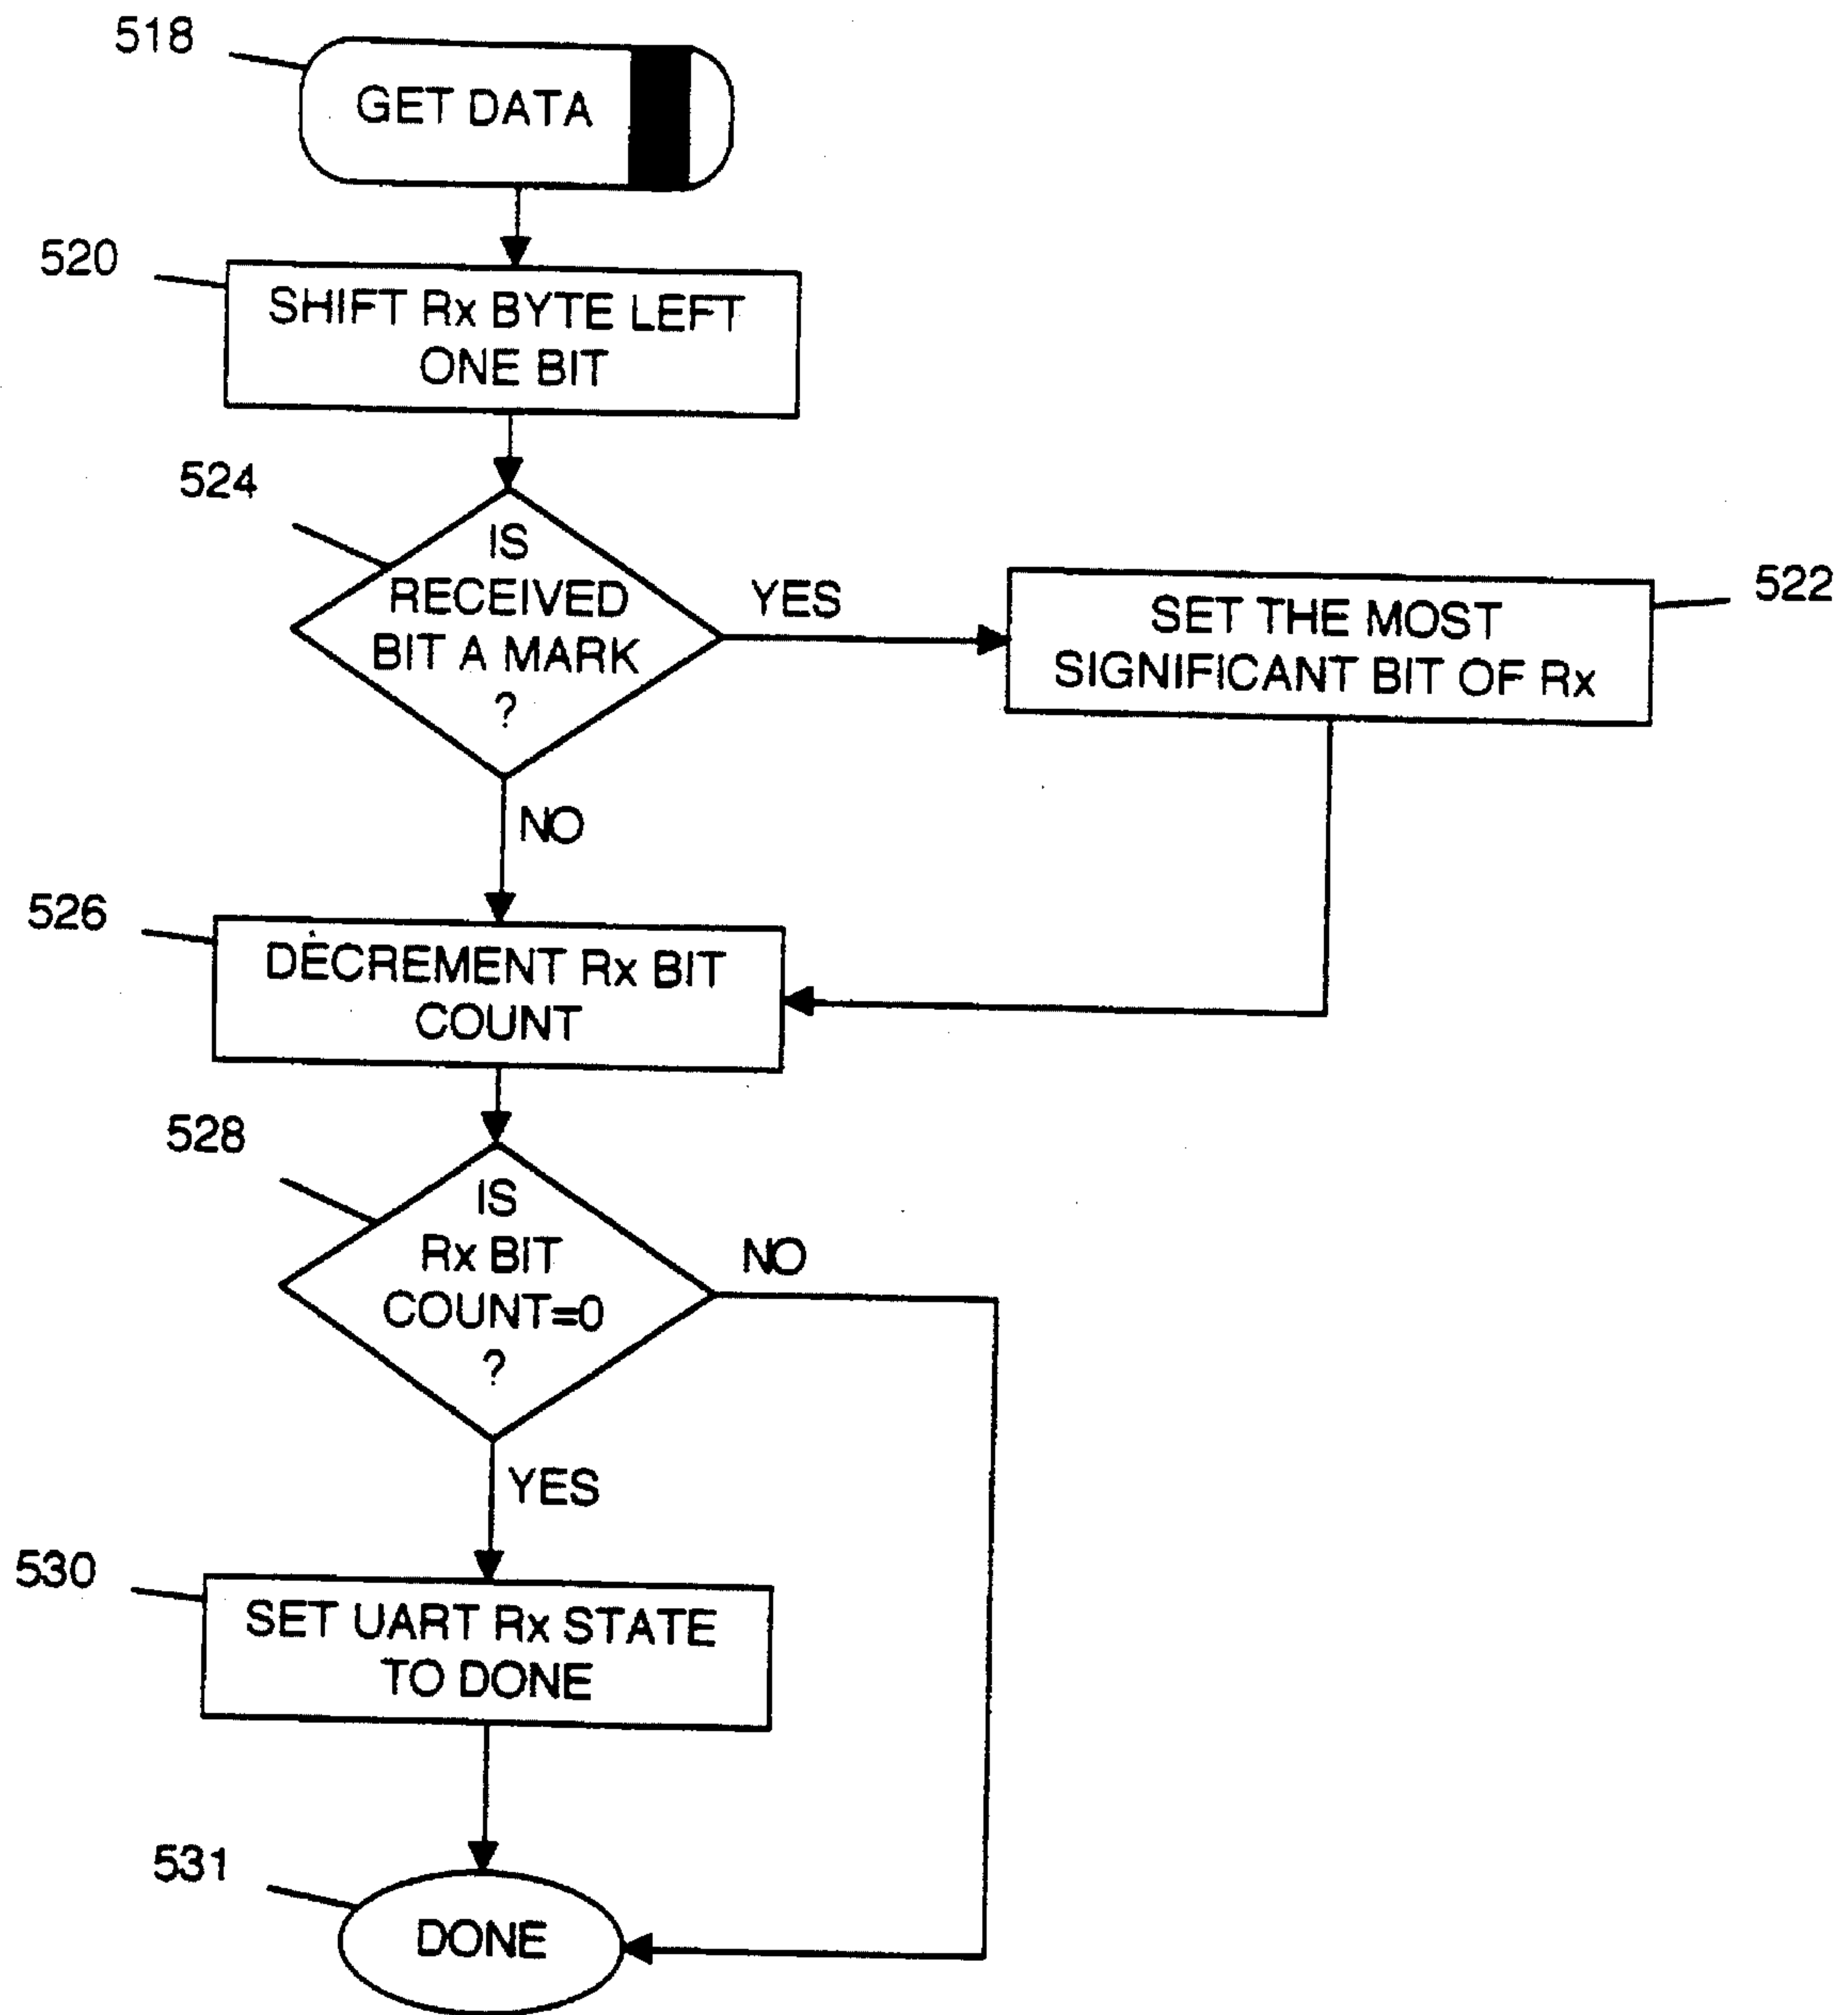 518
GET DATA
520
SHIFT Rx BYTE LEFT
ONE BIT
524
IS
RECEIVED
BIT A MARK
?
YES
SET THE MOST
SIGNIFICANT BIT OF Rx
522
NO
526
DECREMENT Rx BIT
COUNT
528
IS
Rx BIT
COUNT=0
?
NO
YES
530
SET UART Rx STATE
TO DONE
531
DONE